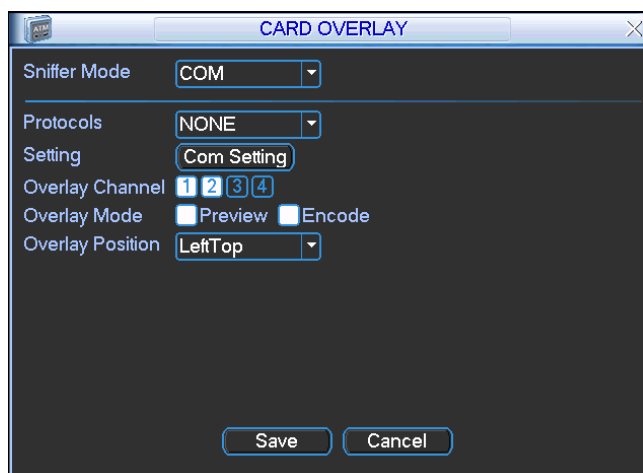 ATM
CARD OVERLAY
Sniffer Mode COM
Protocols NONE
Setting Com Setting
Overlay Channel 1 2 3 4
Overlay Mode Preview Encode
Overlay Position LeftTop
Save Cancel